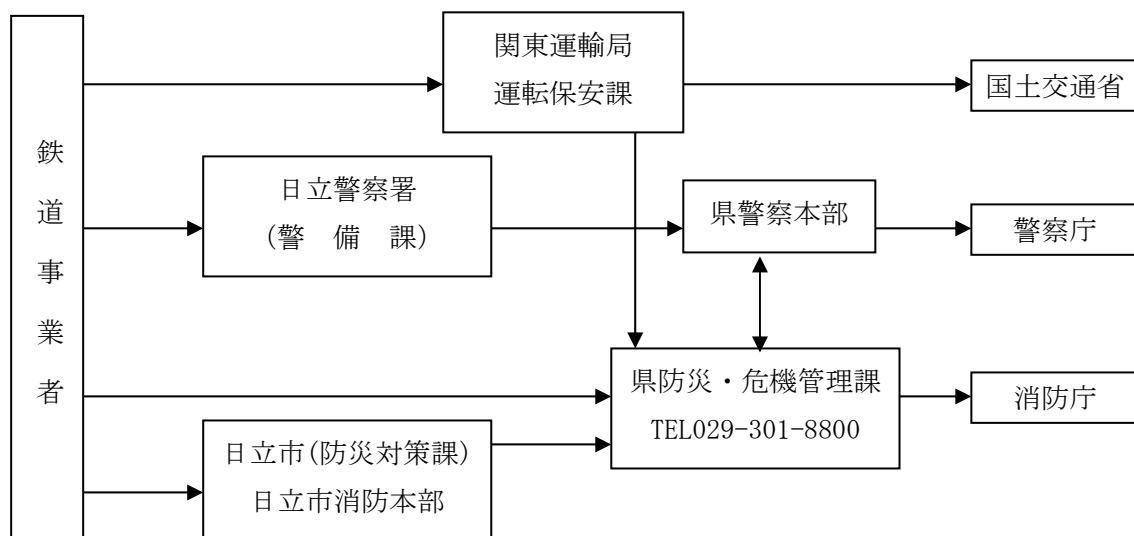 鉄道事業者
関東運輸局
運転保安課
国土交通省
日立警察署
(警　備　課)
県警察本部
警察庁
県防災・危機管理課
TEL029-301-8800
消防庁
日立市(防災対策課)
日立市消防本部